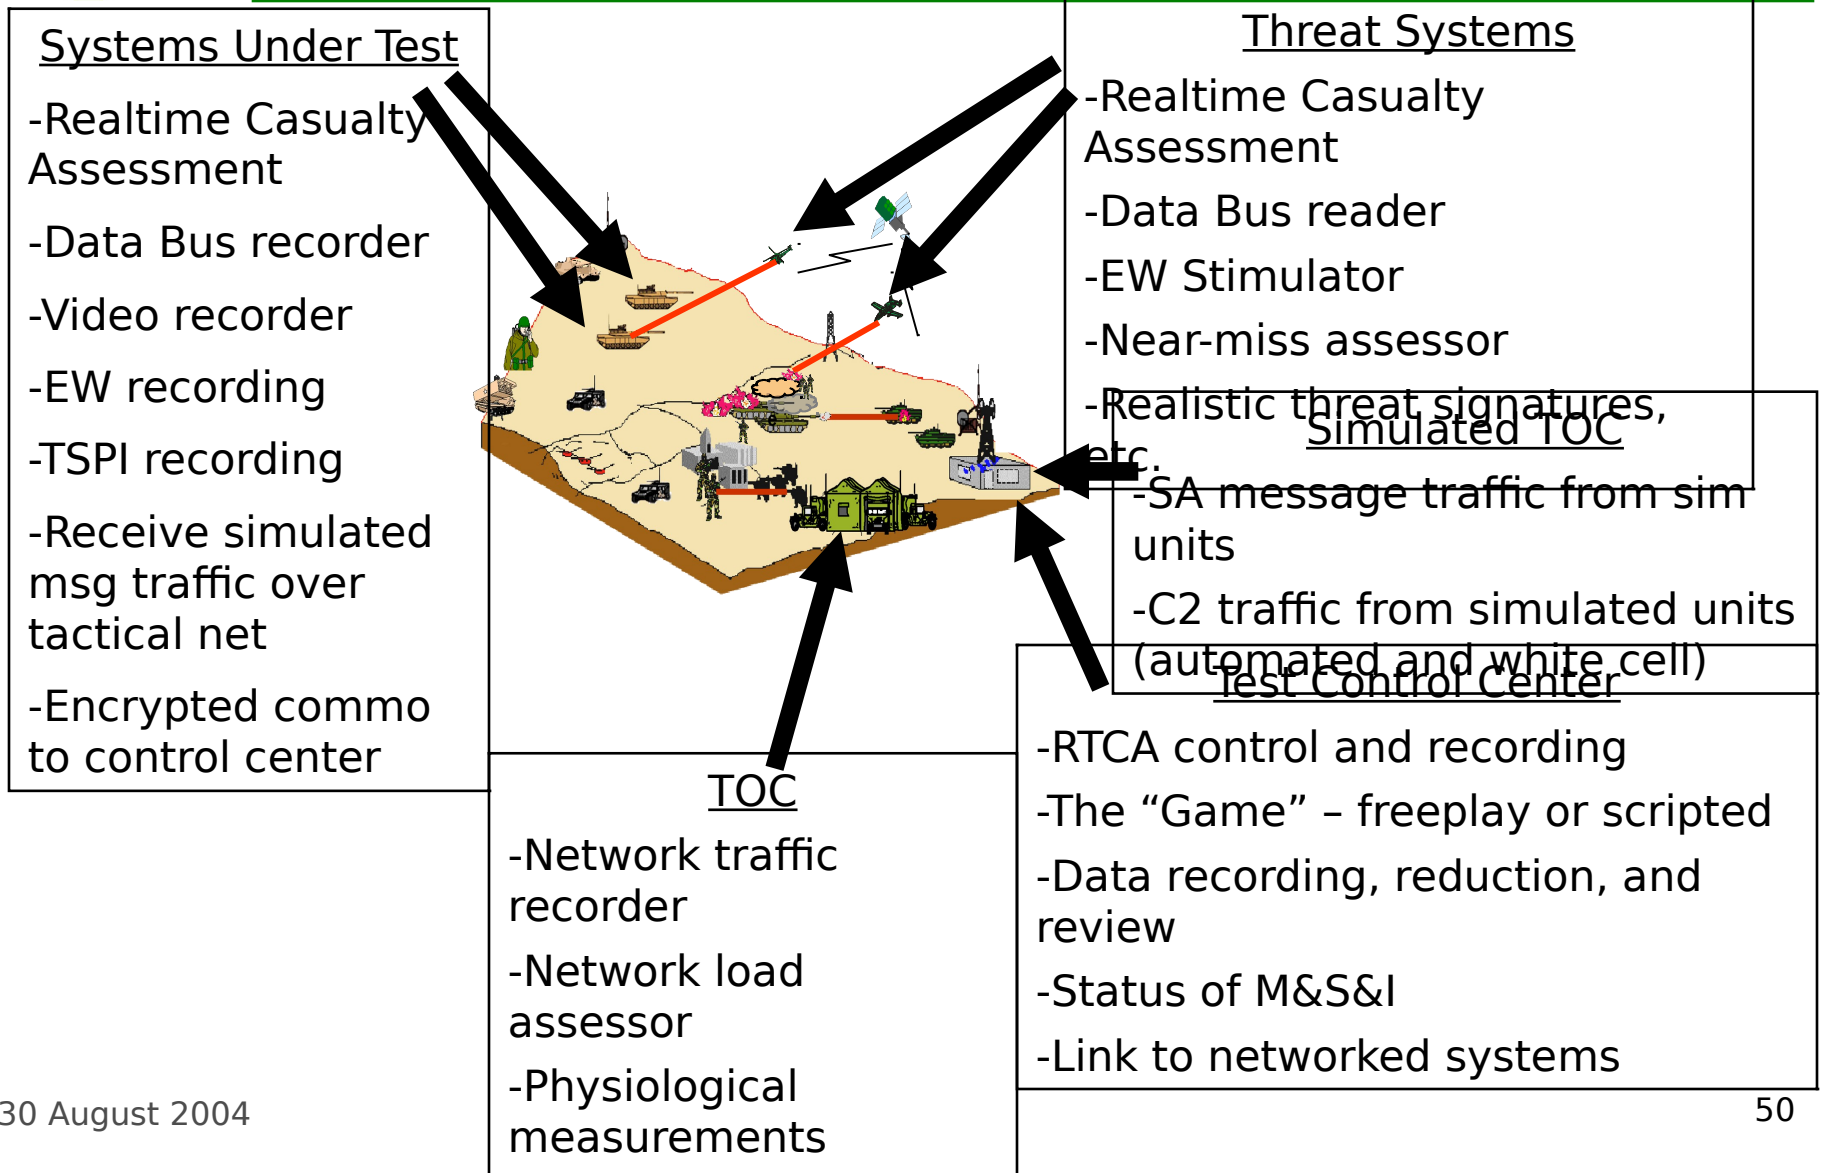 Systems Under Test
-Realtime Casualty
Assessment
-Data Bus recorder
-Video recorder
-EW recording
-TSPI recording
-Receive simulated
msg traffic over
tactical net
-Encrypted commo
to control center
Threat Systems
-Realtime Casualty
Assessment
-Data Bus reader
-EW Stimulator
-Near-miss assessor
-Realistic threat signatures,
etc.
Simulated TOC
-SA message traffic from sim
units
-C2 traffic from simulated units
(automated and white cell)
TOC
-Network traffic
recorder
-Network load
assessor
-Physiological
measurements
Test Control Center
-RTCA control and recording
-The “Game” – freeplay or scripted
-Data recording, reduction, and
review
-Status of M&S&I
-Link to networked systems
30 August 2004
50